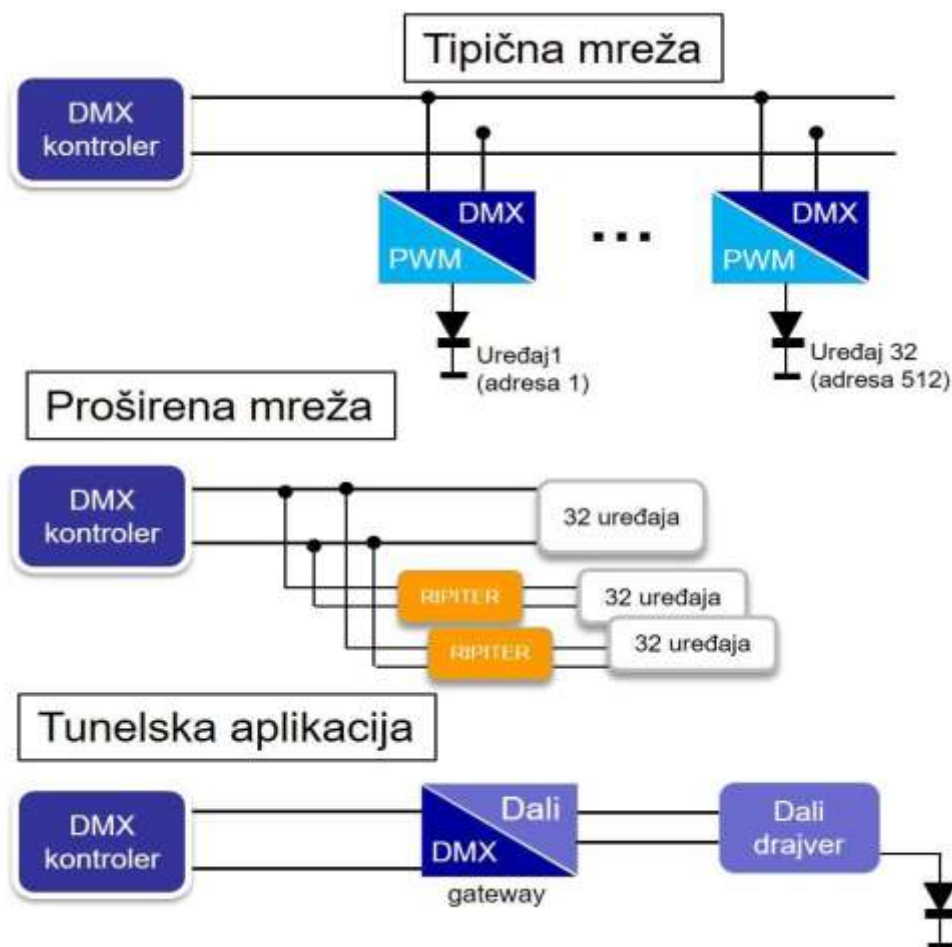 Tipična mreža
DMX
kontroler
DMX
PWM
...
DMX
PWM
Uređaj1
(adresa 1)
Uređaj 32
(adresa 512)
Proširena mreža
DMX
kontroler
32 uređaja
RIPITER
32 uređaja
RIPITER
32 uređaja
Tunelska aplikacija
DMX
kontroler
Dali
DMX
gateway
Dali
drajver